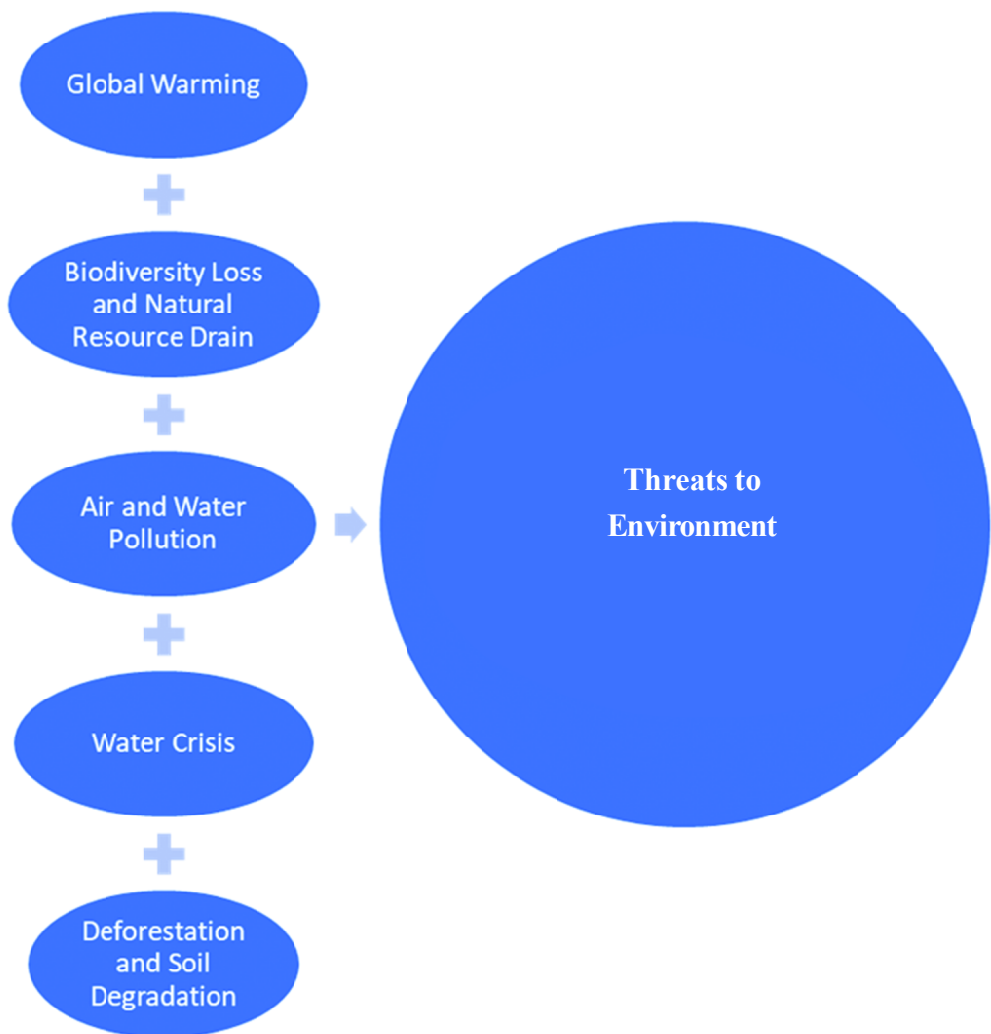 Global Warming
Biodiversity Loss
and Natural
Resource Drain
Air and Water
Pollution
Water Crisis
Deforestation
and Soil
Degradation
Threats to
Environment